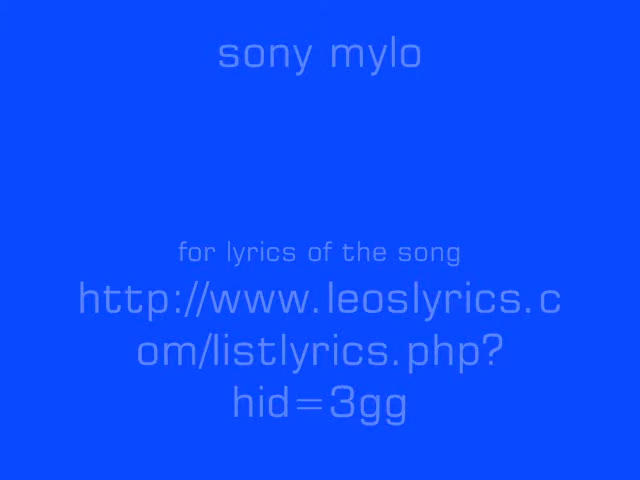 sony mylo
for lyrics of the song
http://www.leoslyrics.c
om/listlyrics.php?
hid=3gg